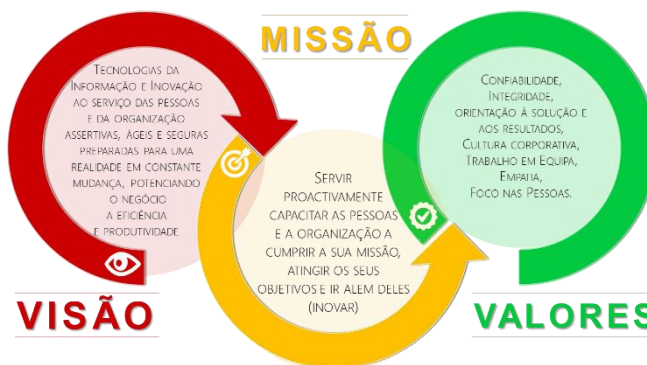 MISSÃO
TECNOLOGIAS DA
INFORMAÇÃO E INOVAÇÃO
AO SERVIÇO DAS PESSOAS
E DA ORGANIZAÇÃO
ASSERTIVAS, ÁGEIS E SEGURAS
PREPARADAS PARA UMA
REALIDADE EM CONSTANTE
MUDANÇA, POTENCIANDO
O NEGÓCIO
A EFICIÊNCIA
E PRODUTIVIDADE
VISÃO
SERVIR
PROACTIVAMENTE
CAPACITAR AS PESSOAS
E A ORGANIZAÇÃO A
CUMPRIR A SUA MISSÃO,
ATINGIR OS SEUS
OBJETIVOS E IR ALEM DELES
(INOVAR)
CONFIABILIDADE,
INTEGRIDADE,
ORIENTAÇÃO À SOLUÇÃO E
AOS RESULTADOS,
CULTURA CORPORATIVA,
TRABALHO EM EQUIPA,
EMPATIA,
FOCO NAS PESSOAS.
VALORES